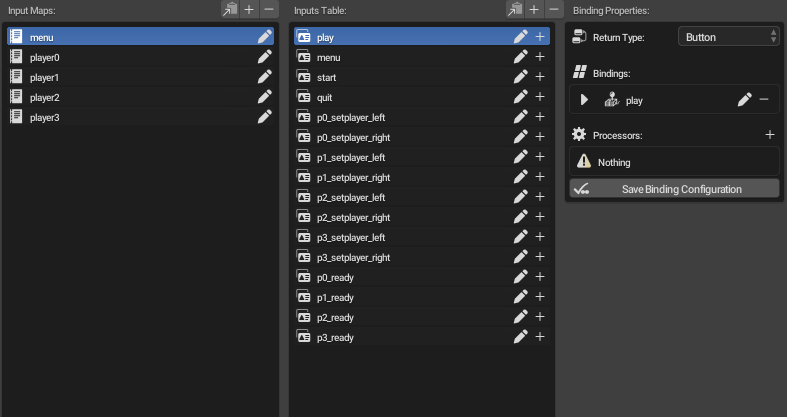 Input Maps:
menu
player0
player1
player2
player3
Inputs Table:
play
menu
start
quit
p0_setplayer_left
p0_setplayer_right
p1_setplayer_left
p1_setplayer_right
p2_setplayer_left
p2_setplayer_right
p3_setplayer_left
p3_setplayer_right
p0_ready
p1_ready
p2_ready
p3_ready
Binding Properties:
Return Type: Button
Bindings:
play
Processors:
Nothing
Save Binding Configuration